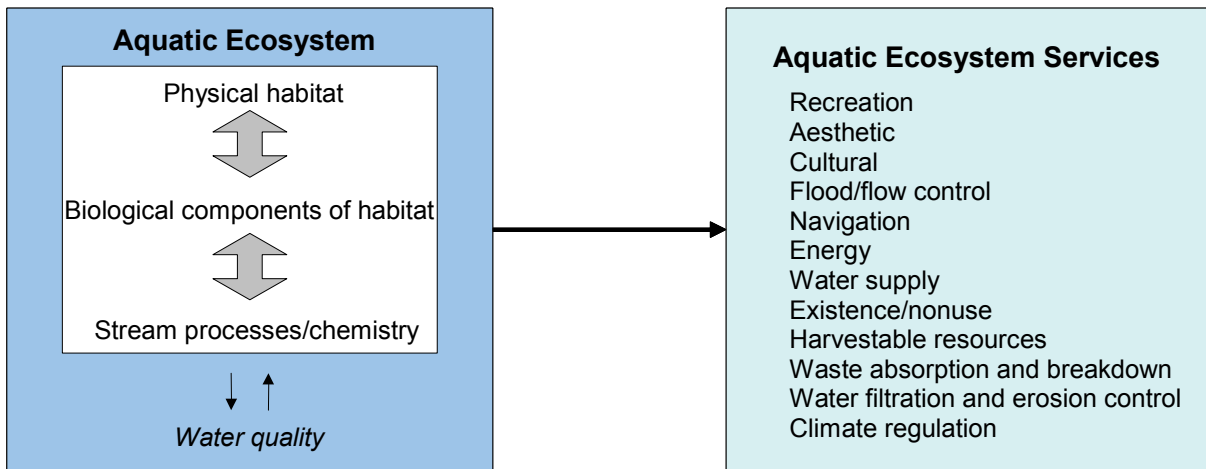 Aquatic Ecosystem
Physical habitat
Biological components of habitat
Stream processes/chemistry
Water quality
Aquatic Ecosystem Services
Recreation
Aesthetic
Cultural
Flood/flow control
Navigation
Energy
Water supply
Existence/nonuse
Harvestable resources
Waste absorption and breakdown
Water filtration and erosion control
Climate regulation